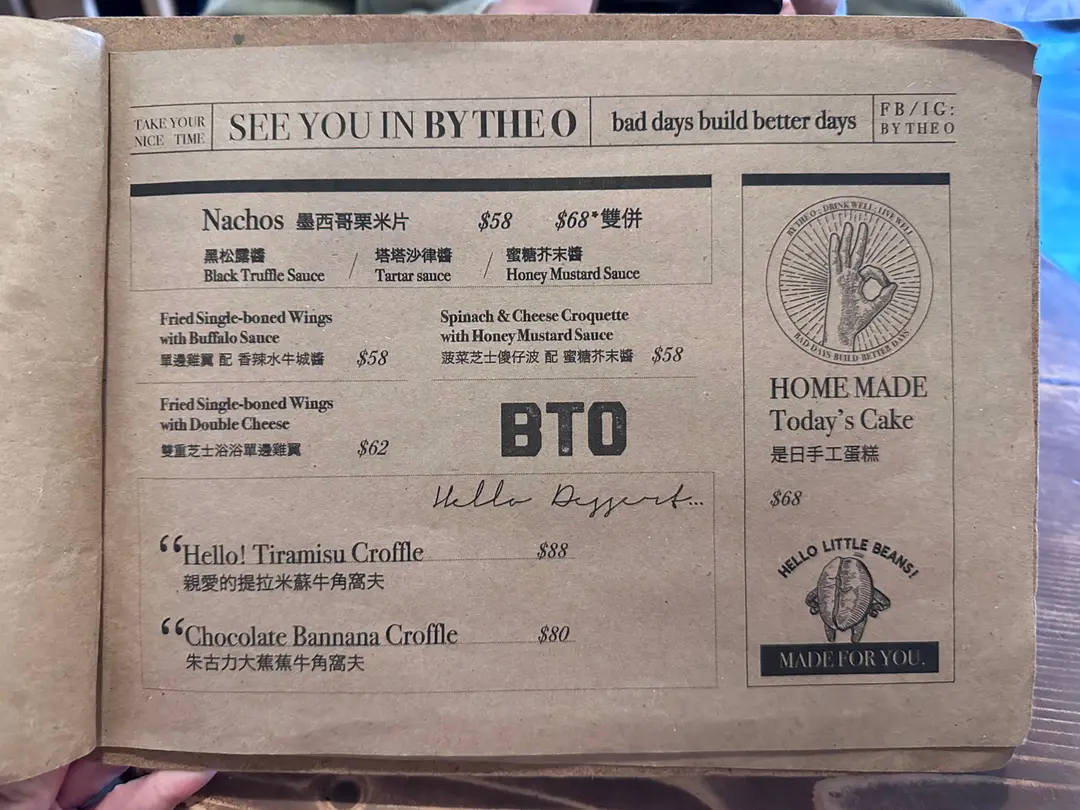 TAKE YOUR
NICE TIME
SEE YOU IN BY THE O
bad days build better days
FB/IG:
BY THE O
Nachos 墨西哥栗米片 $58 $68*雙併
黑松露醬 / 塔塔沙律醬 / 蜜糖芥末醬
Black Truffle Sauce Tartar sauce Honey Mustard Sauce
Fried Single-boned Wings
with Buffalo Sauce
單邊雞翼 配 香辣水牛城醬 $58
Spinach & Cheese Croquette
with Honey Mustard Sauce
菠菜芝士傻仔波 配 蜜糖芥末醬 $58
Fried Single-boned Wings
with Double Cheese
雙重芝士浴浴單邊雞翼 $62
BTO
Hello Dessert...
“Hello! Tiramisu Croffle $88
親愛的提拉米蘇牛角窩夫
“Chocolate Bannana Croffle $80
朱古力大蕉蕉牛角窩夫
BY THE O : DRINK WELL : LIVE WELL
BAD DAYS BUILD BETTER DAYS
HOME MADE
Today's Cake
是日手工蛋糕
$68
HELLO LITTLE BEANS!
MADE FOR YOU.